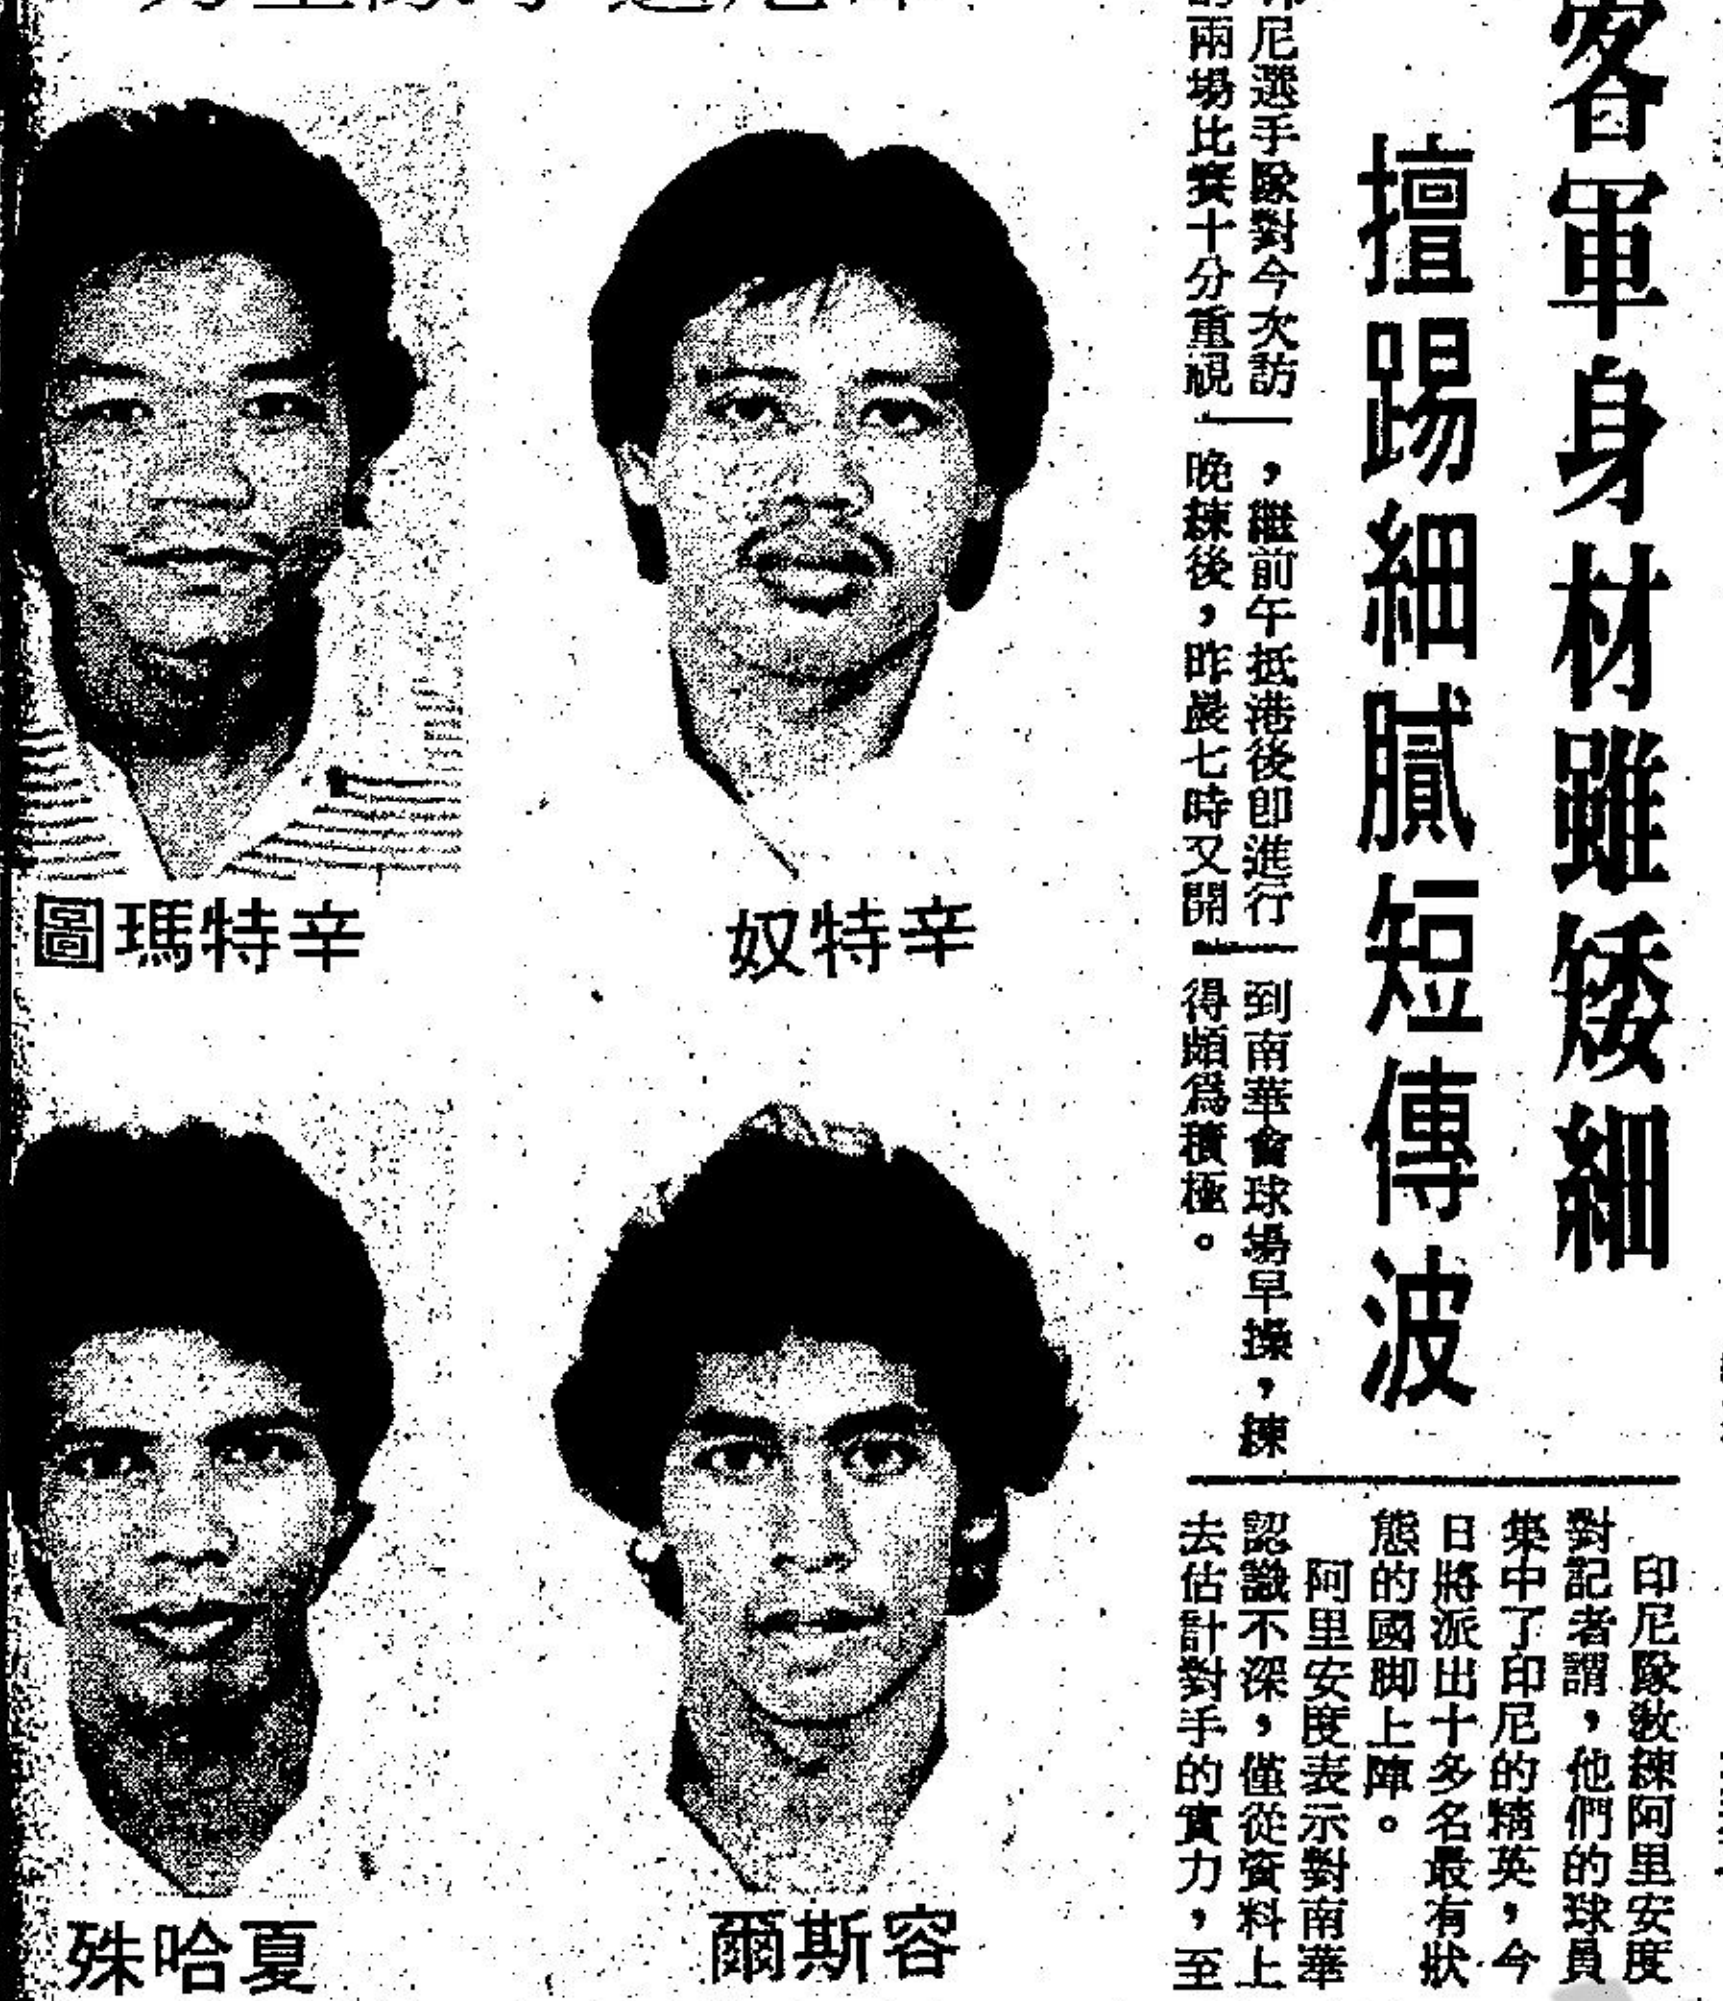 客軍身材雖矮細
擅踢細膩短傳波
印尼選手隊對今次訪
的兩場比賽十分重視
，繼前午抵港後即進行
晚練後，昨晨七時又開
到南華會球場早操，練
得頗為積極。
印尼隊教練阿里安度
對記者謂，他們的球員
集中了印尼的精英，今
日將派出十多名最有狀
態的國脚上陣。
阿里安度表示對南華
認識不深，僅從資料上
去估計對手的實力，至
辛特奴
辛特瑪圖
容斯爾
夏哈殊